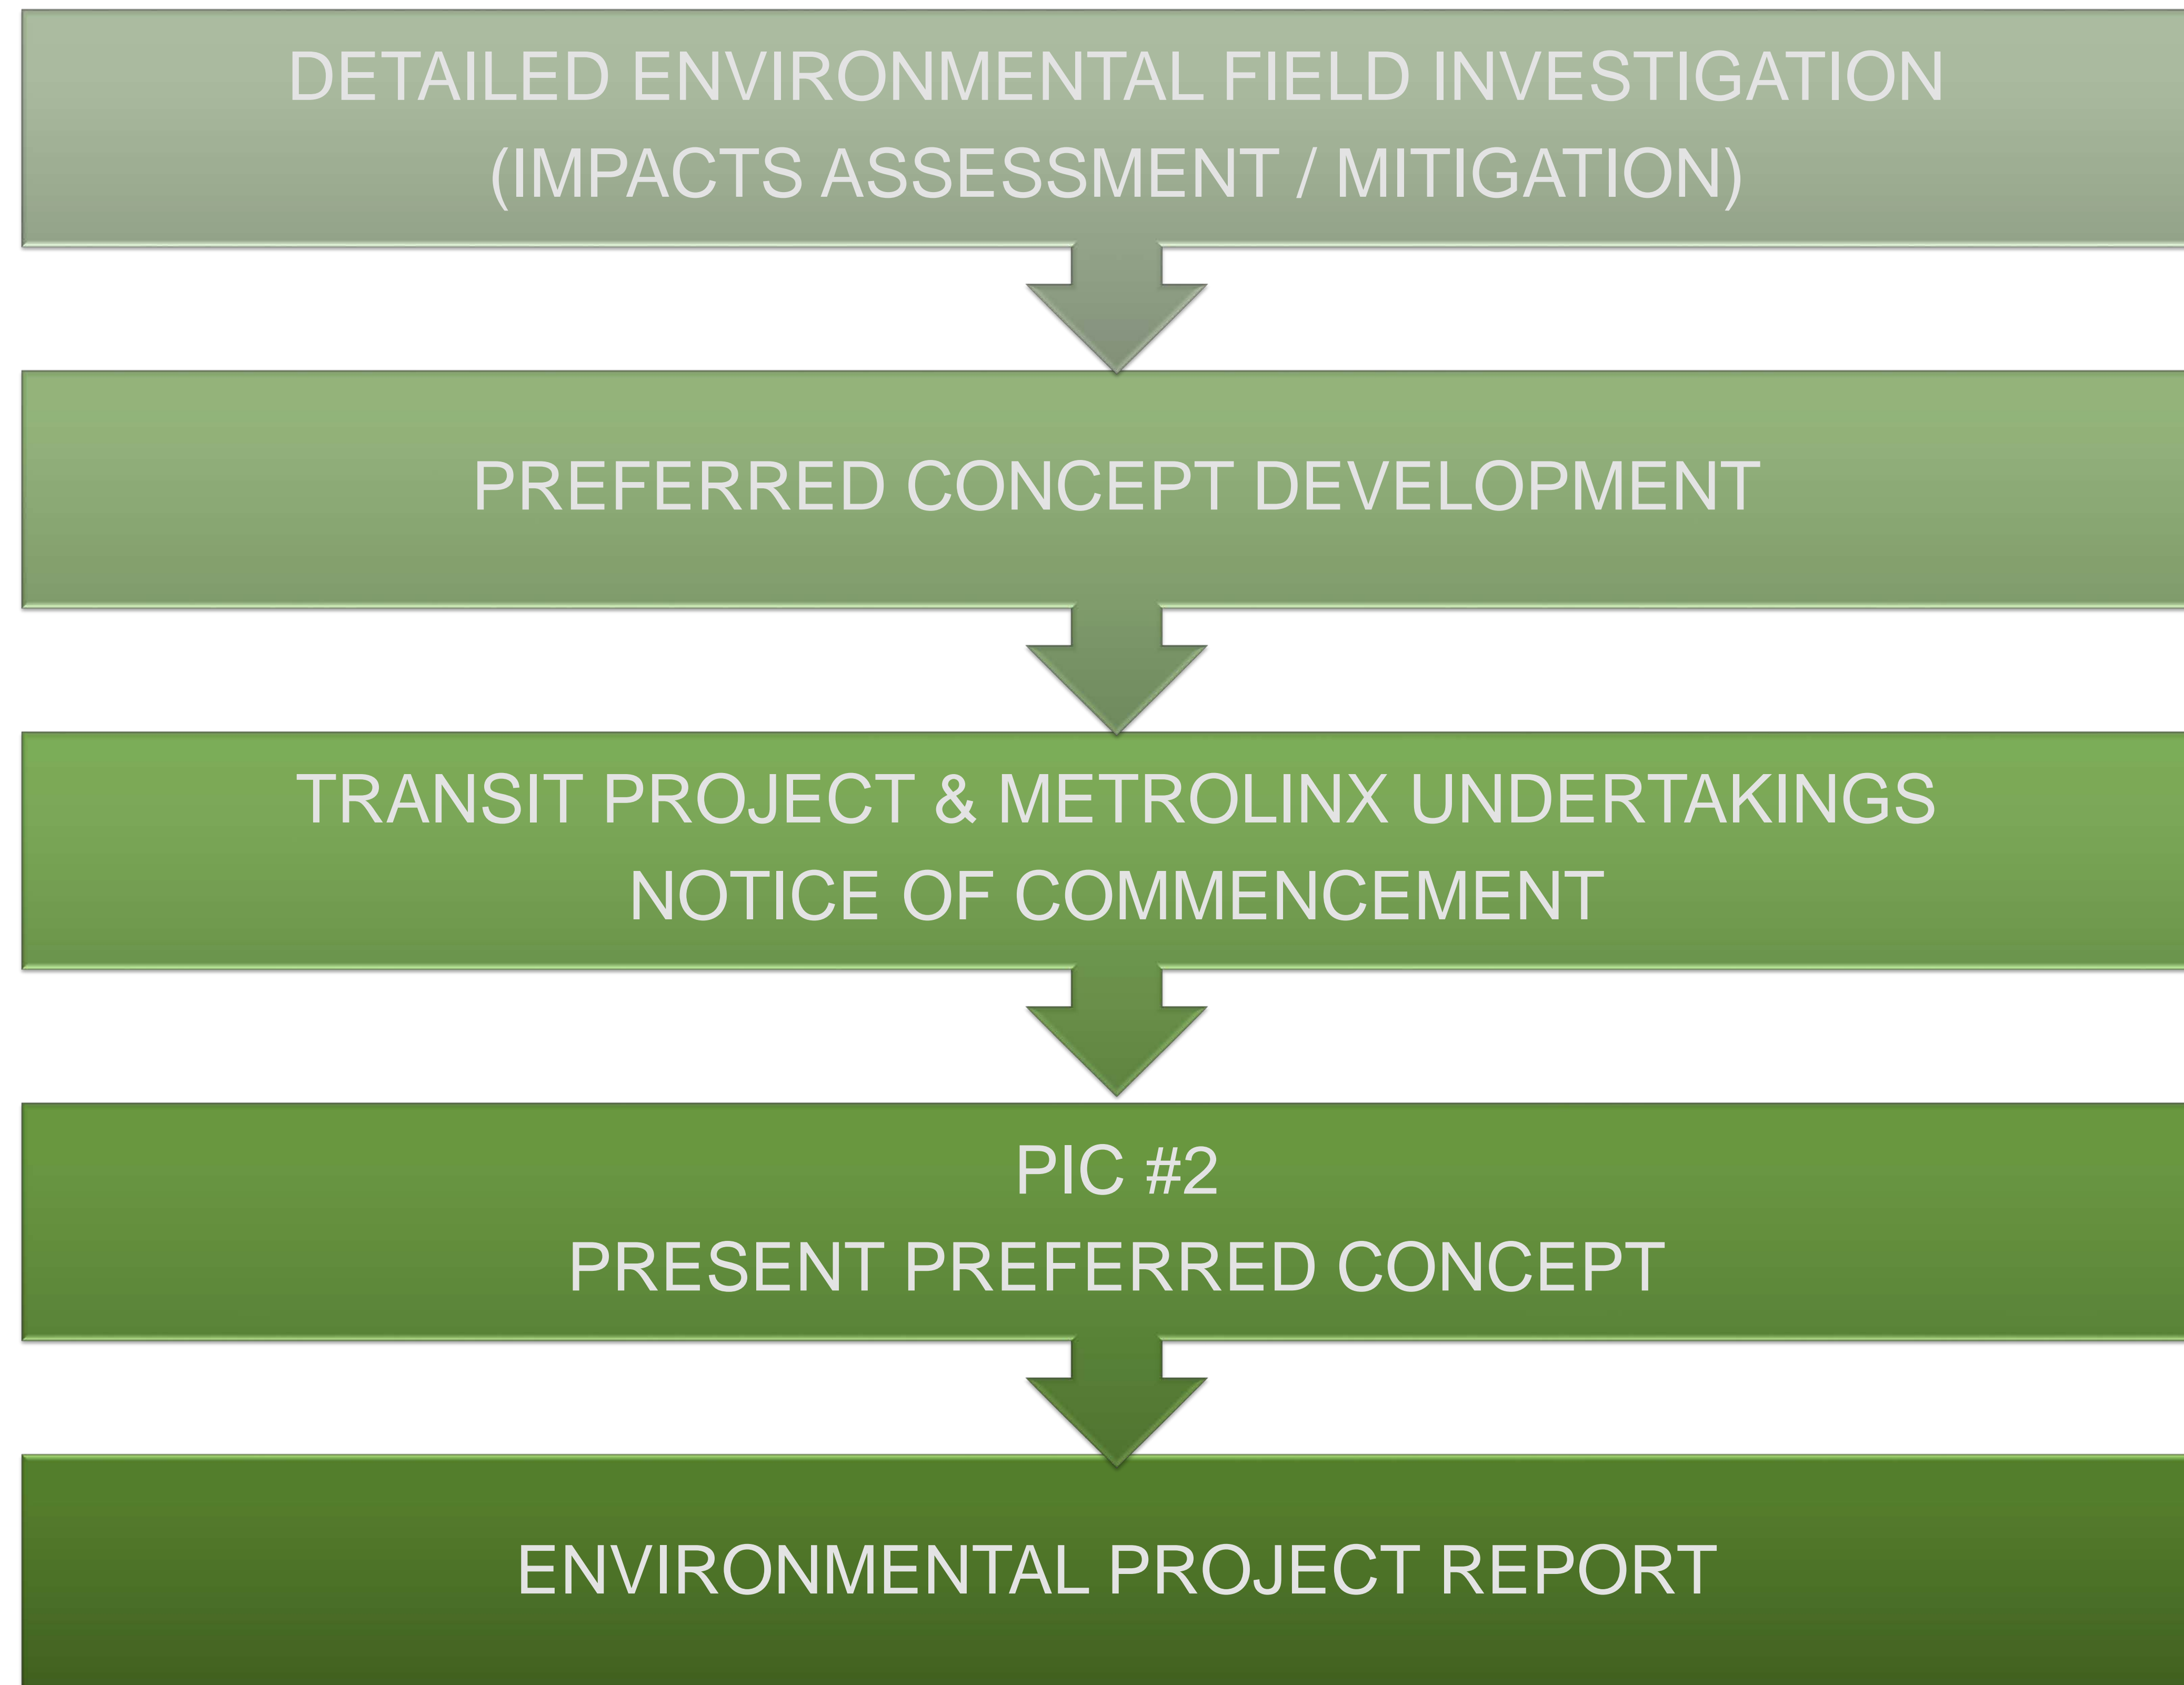 DETAILED ENVIRONMENTAL FIELD INVESTIGATION
(IMPACTS ASSESSMENT / MITIGATION)
PREFERRED CONCEPT DEVELOPMENT
TRANSIT PROJECT & METROLINX UNDERTAKINGS
NOTICE OF COMMENCEMENT
PIC #2
PRESENT PREFERRED CONCEPT
ENVIRONMENTAL PROJECT REPORT